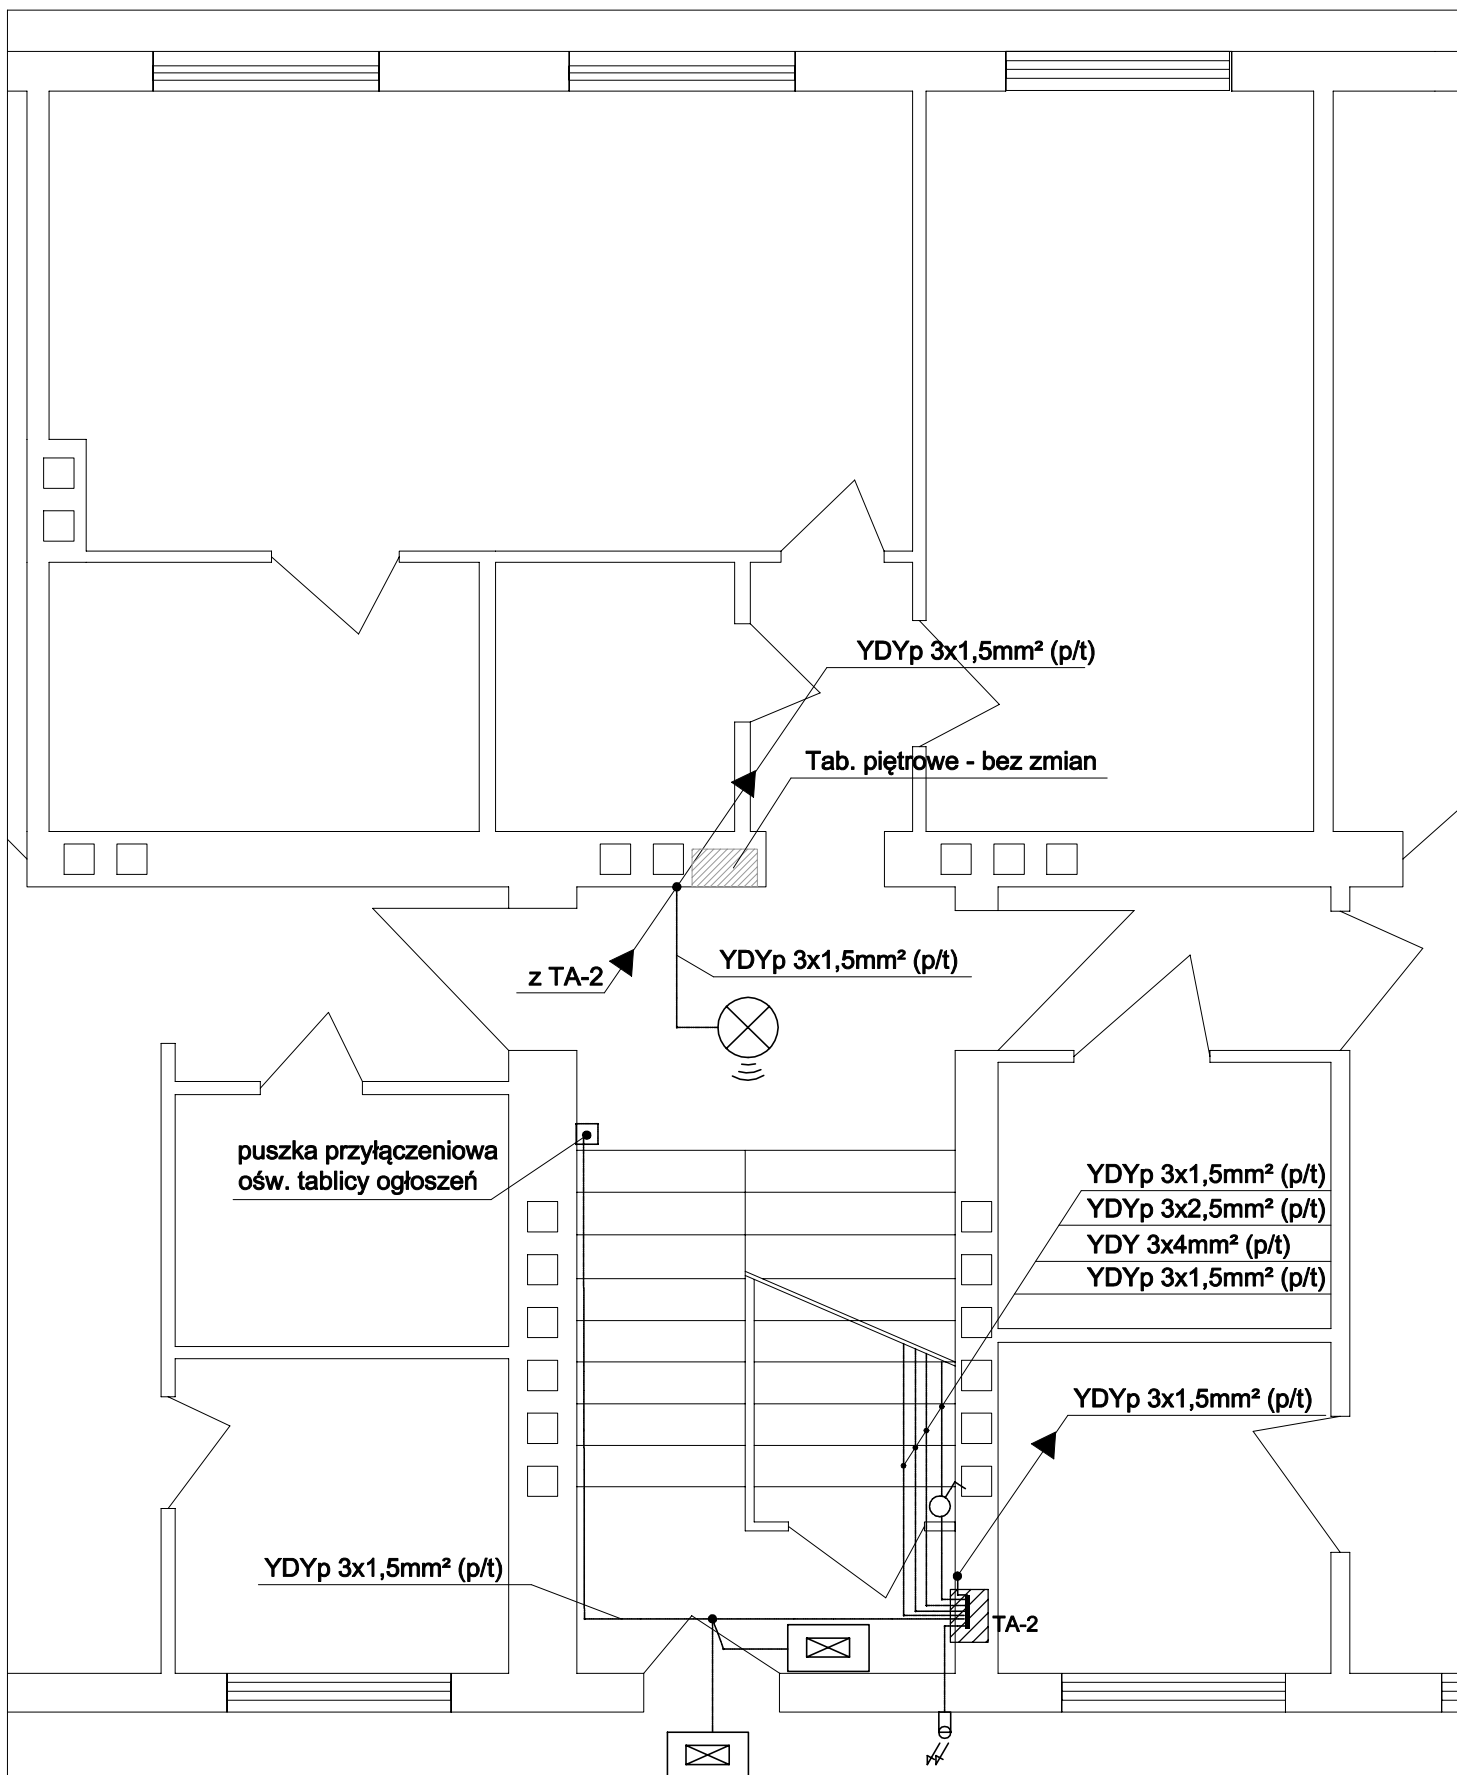 YDYp 3x1,5mm² (p/t)
Tab. piętrowe - bez zmian
YDYp 3x1,5mm² (p/t)
z TA-2
puszka przyłączeniowa
ośw. tablicy ogłoszeń
YDYp 3x1,5mm² (p/t)
YDYp 3x2,5mm² (p/t)
YDY 3x4mm² (p/t)
YDYp 3x1,5mm² (p/t)
YDYp 3x1,5mm² (p/t)
YDYp 3x1,5mm² (p/t)
TA-2